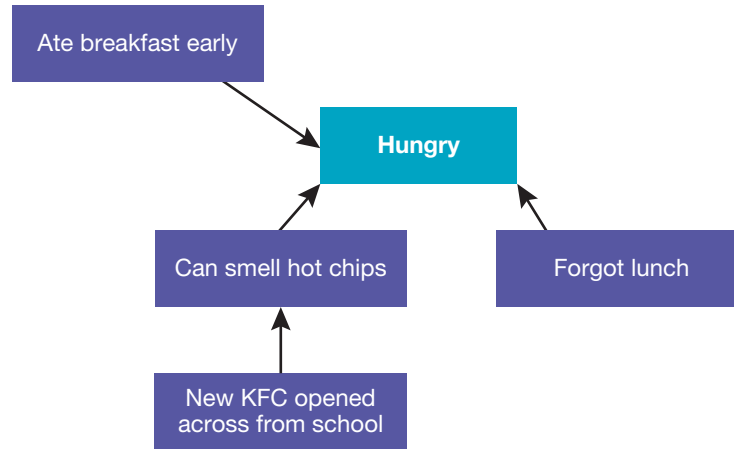 Ate breakfast early
Hungry
Can smell hot chips
Forgot lunch
New KFC opened
across from school